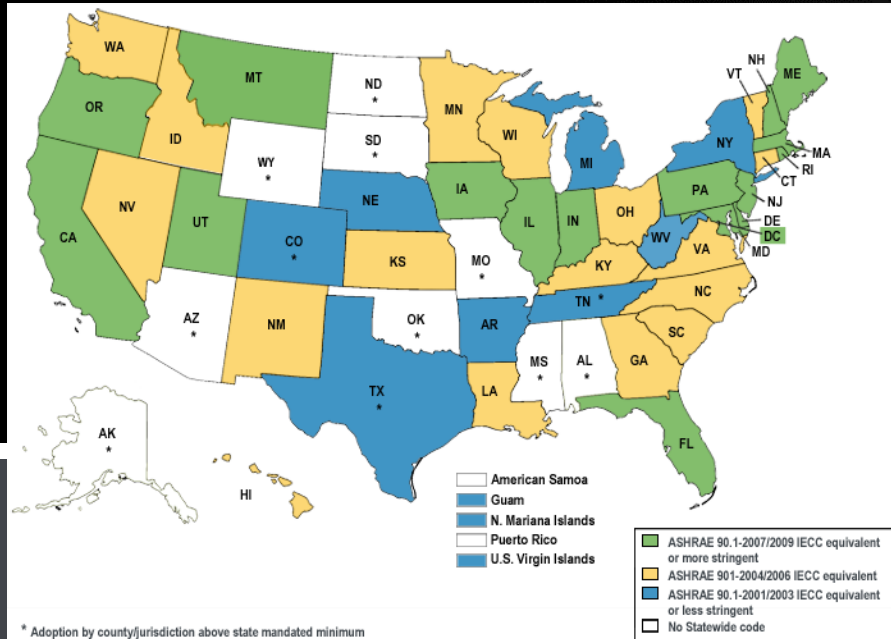 WA
MT
ND
*
MN
VT
NH
ME
OR
ID
SD
*
WI
MI
NY
MA
RI
CT
WY
*
NE
IA
PA
NJ
DE
DC
MD
NV
UT
CO
*
IL
IN
OH
WV
VA
CA
KS
MO
*
KY
NC
TN *
AZ
*
NM
OK
*
AR
SC
MS
*
AL
*
GA
TX
*
LA
FL
AK
*
HI
American Samoa
Guam
N. Mariana Islands
Puerto Rico
U.S. Virgin Islands
ASHRAE 90.1-2007/2009 IECC equivalent
or more stringent
ASHRAE 901-2004/2006 IECC equivalent
ASHRAE 90.1-2001/2003 IECC equivalent
or less stringent
No Statewide code
* Adoption by county/jurisdiction above state mandated minimum